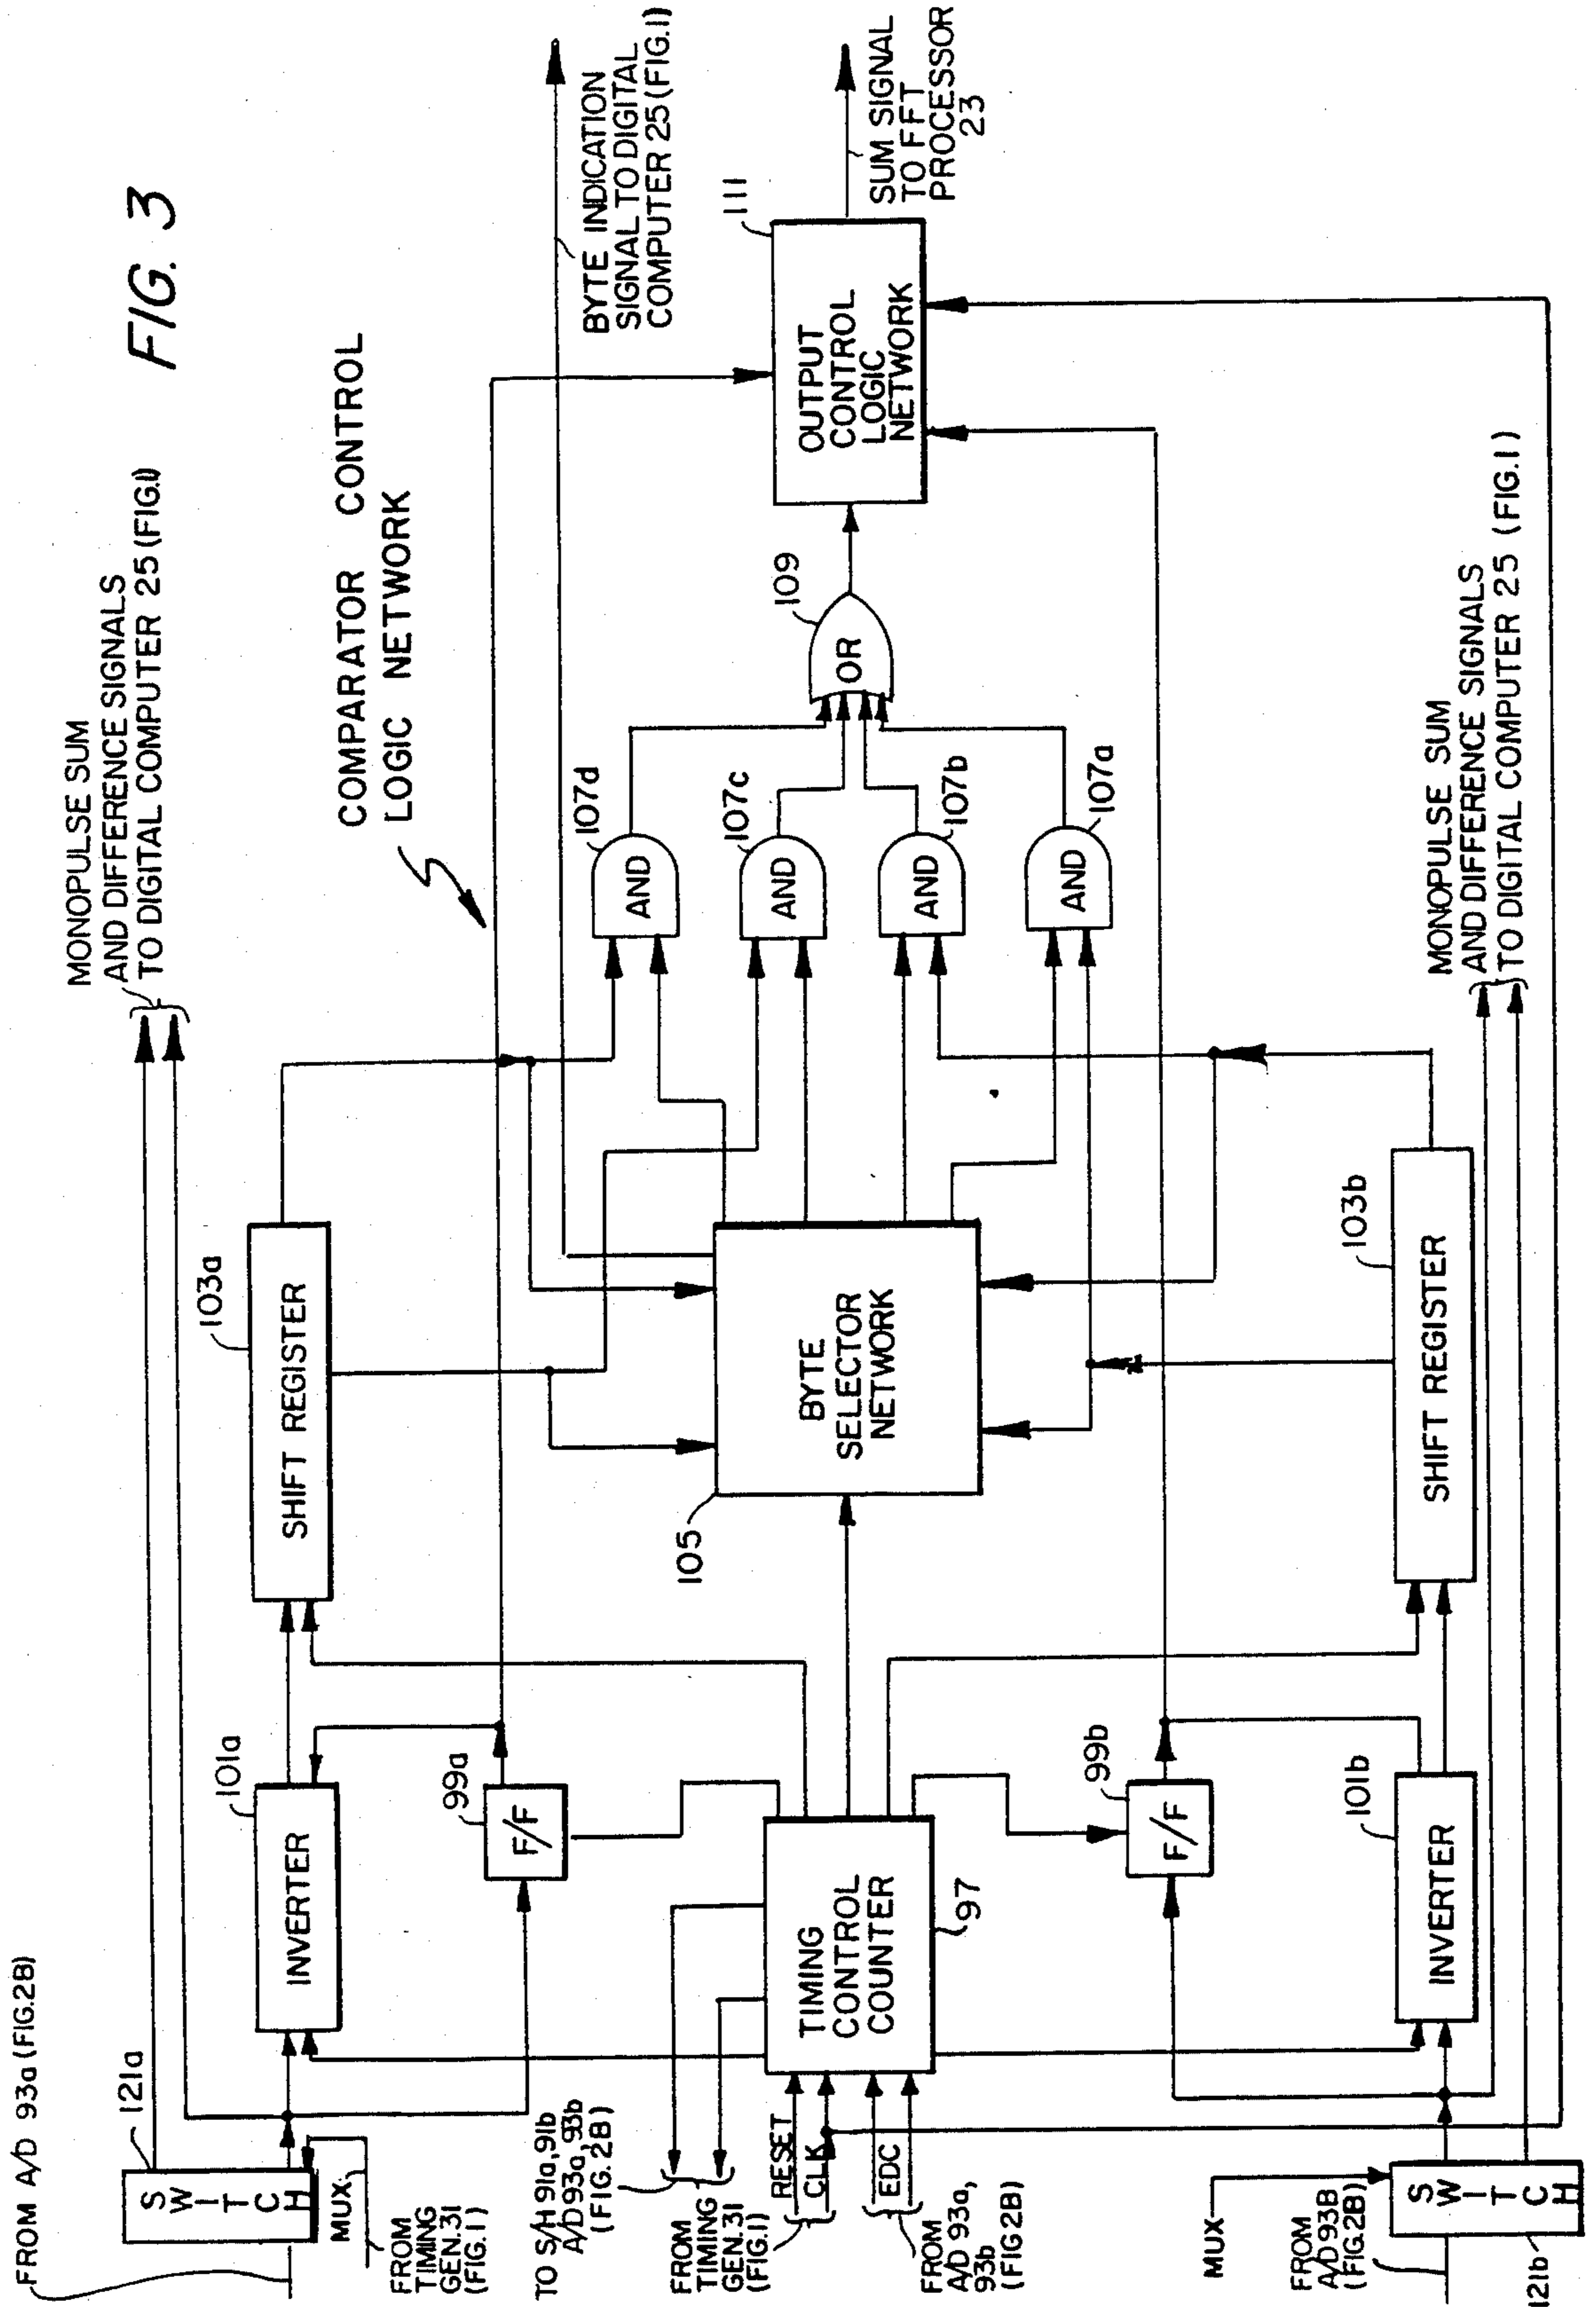 FIG. 3
COMPARATOR CONTROL
LOGIC NETWORK
FROM A/D 93a (FIG.2B)
121a
SWITCH
MUX
FROM
TIMING
GEN.31
(FIG.1)
MONOPULSE SUM
AND DIFFERENCE SIGNALS
TO DIGITAL COMPUTER 25 (FIG.1)
101a
INVERTER
99a
F/F
103a
SHIFT REGISTER
TO S/H 91a,91b
A/D 93a, 93b
(FIG. 2B)
FROM
TIMING
GEN.31
(FIG.1)
RESET
CLK
EDC
FROM
A/D 93a,
93b
(FIG 2B)
TIMING
CONTROL
COUNTER
97
105
BYTE
SELECTOR
NETWORK
107d
AND
107c
AND
107b
AND
107a
AND
109
OR
111
OUTPUT
CONTROL
LOGIC
NETWORK
BYTE INDICATION
SIGNAL TO DIGITAL
COMPUTER 25 (FIG.1)
SUM SIGNAL
TO FFT
PROCESSOR
23
99b
F/F
101b
INVERTER
103b
SHIFT REGISTER
MUX
FROM
A/D 93B
(FIG.2B)
SWITCH
121b
MONOPULSE SUM
AND DIFFERENCE SIGNALS
TO DIGITAL COMPUTER 25 (FIG.1)